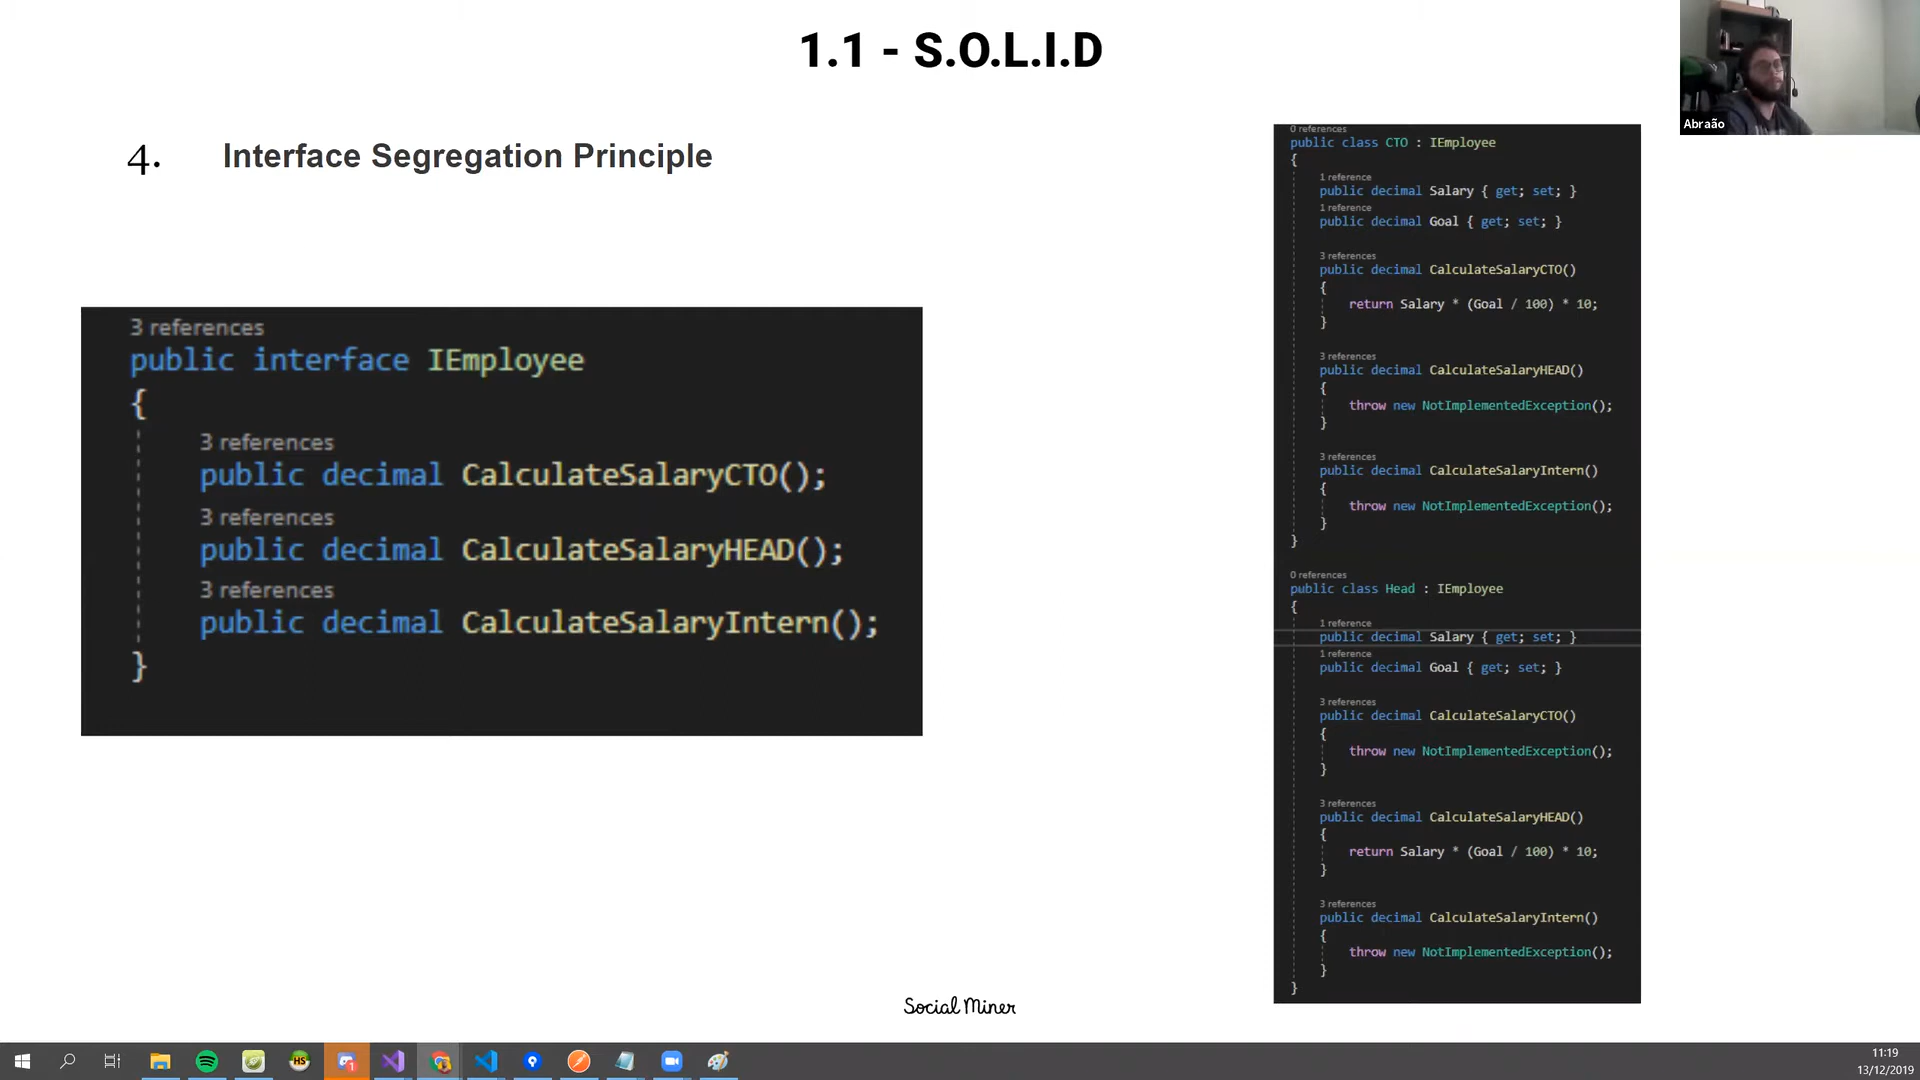 1.1 - S.O.L.I.D
Abraão
4. Interface Segregation Principle
3 references
public interface IEmployee
{
3 references
public decimal CalculateSalaryCTO();
3 references
public decimal CalculateSalaryHEAD();
3 references
public decimal CalculateSalaryIntern();
}
0 references
public class CTO : IEmployee
{
1 reference
public decimal Salary { get; set; }
1 reference
public decimal Goal { get; set; }
3 references
public decimal CalculateSalaryCTO()
{
return Salary * (Goal / 100) * 10;
}
3 references
public decimal CalculateSalaryHEAD()
{
throw new NotImplementedException();
}
3 references
public decimal CalculateSalaryIntern()
{
throw new NotImplementedException();
}
}
0 references
public class Head : IEmployee
{
1 reference
public decimal Salary { get; set; }
1 reference
public decimal Goal { get; set; }
3 references
public decimal CalculateSalaryCTO()
{
throw new NotImplementedException();
}
3 references
public decimal CalculateSalaryHEAD()
{
return Salary * (Goal / 100) * 10;
}
3 references
public decimal CalculateSalaryIntern()
{
throw new NotImplementedException();
}
}
Social Miner
HS
1
11:19
13/12/2019